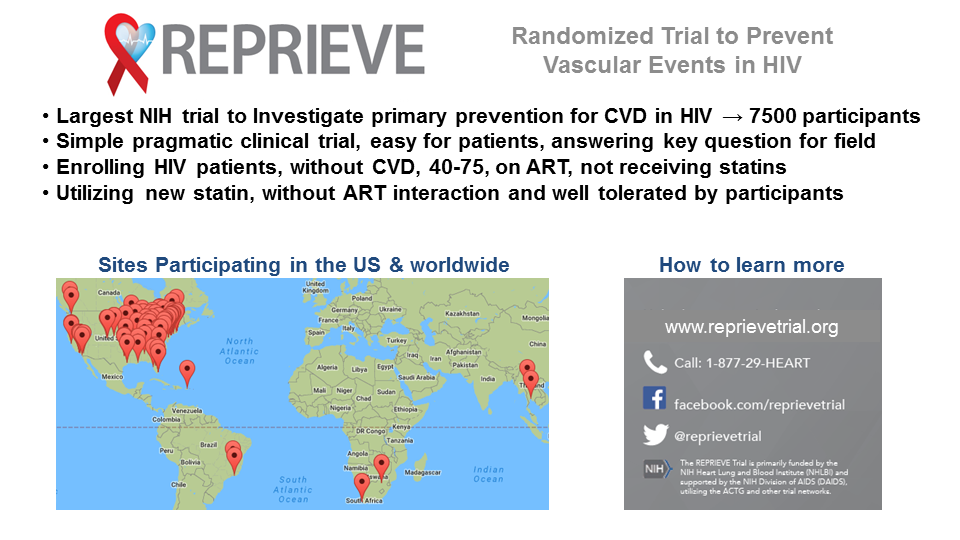 REPRIEVE
Randomized Trial to Prevent
Vascular Events in HIV
• Largest NIH trial to Investigate primary prevention for CVD in HIV → 7500 participants
• Simple pragmatic clinical trial, easy for patients, answering key question for field
• Enrolling HIV patients, without CVD, 40-75, on ART, not receiving statins
• Utilizing new statin, without ART interaction and well tolerated by participants
Sites Participating in the US & worldwide
Canada
United
Mexico
North
Atlantic
Ocean
Venezuela
Colombia
Brazil
Peru
Bolivia
Chile
South
Atlantic
Ocean
United
Kingdom
Poland
Germany
Ukraine
France
Kazakhstan
Mongolia
Italy
Spain
Turkey
Iraq
Iran
Afghanistan
Pakistan
China
Algeria
Libya
Egypt
Saudi Arabia
India
Mali
Niger
Chad
Sudan
Nigeria
Ethiopia
DR Congo
Kenya
Tanzania
Angola
Namibia
Madagascar
South Africa
Indian
Ocean
How to learn more
www.reprievetrial.org
Call: 1-877-29-HEART
facebook.com/reprievetrial
@reprievetrial
NIH
The REPRIEVE Trial is primarily funded by the
NIH Heart Lung and Blood Institute (NHLBI) and
supported by the NIH Division of AIDS (DAIDS),
utilizing the ACTG and other trial networks.